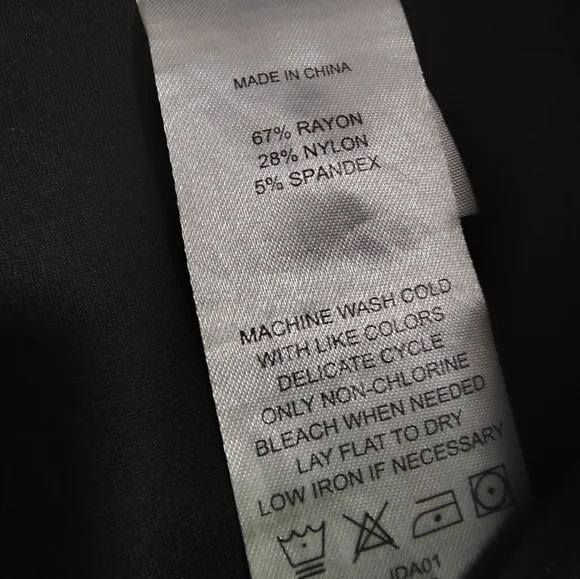 MADE IN CHINA
67% RAYON
28% NYLON
5% SPANDEX
MACHINE WASH COLD
WITH LIKE COLORS
DELICATE CYCLE
ONLY NON-CHLORINE
BLEACH WHEN NEEDED
LAY FLAT TO DRY
LOW IRON IF NECESSARY
IDA01